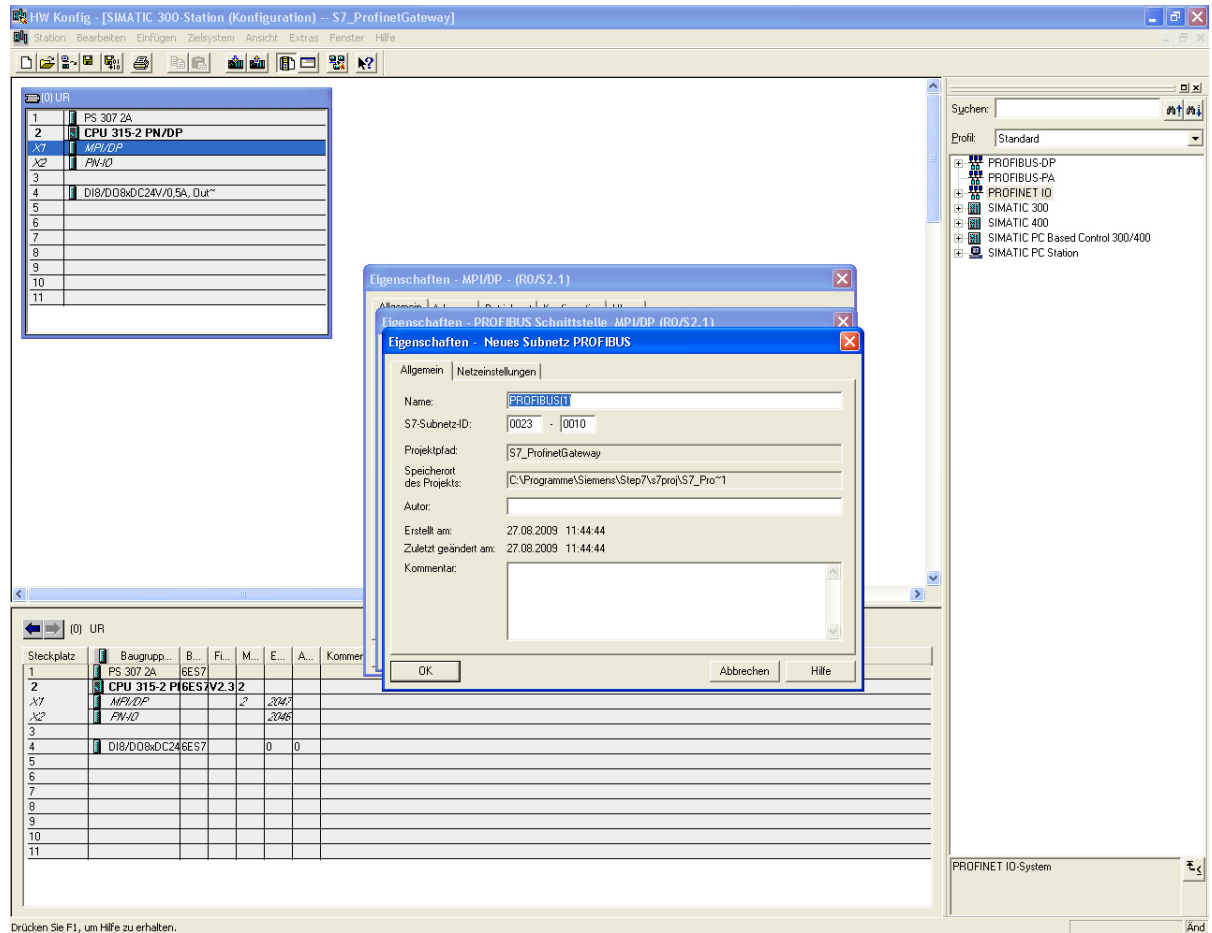 HW Konfig - [SIMATIC 300-Station (Konfiguration) -- S7_ProfinetGateway]
Station Bearbeiten Einfügen Zielsystem Ansicht Extras Fenster Hilfe
(0) UR
1 PS 307 2A
2 CPU 315-2 PN/DP
X1 MPI/DP
X2 PN-IO
3
4 DI8/DO8xDC24V/0,5A, Out~
5
6
7
8
9
10
11
Suchen:
Profil: Standard
PROFIBUS-DP
PROFIBUS-PA
PROFINET IO
SIMATIC 300
SIMATIC 400
SIMATIC PC Based Control 300/400
SIMATIC PC Station
Eigenschaften - MPI/DP - (R0/S2.1)
Allgemein
Eigenschaften - PROFIBUS Schnittstelle MPI/DP (R0/S2.1)
Eigenschaften - Neues Subnetz PROFIBUS
Allgemein Netzeinstellungen
Name: PROFIBUS(1)
S7-Subnetz-ID: 0023 - 0010
Projektpfad: S7_ProfinetGateway
Speicherort
des Projekts: C:\Programme\Siemens\Step7\s7proj\S7_Pro~1
Autor:
Erstellt am: 27.08.2009 11:44:44
Zuletzt geändert am: 27.08.2009 11:44:44
Kommentar:
OK Abbrechen Hilfe
(0) UR
Steckplatz Baugrupp... B... Fi... M... E... A... Kommen
1 PS 307 2A 6ES7
2 CPU 315-2 P 6ES7 V2.3 2
X1 MPI/DP 2 2047
X2 PN-IO 2046
3
4 DI8/DO8xDC24 6ES7 0 0
5
6
7
8
9
10
11
PROFINET IO-System
Drücken Sie F1, um Hilfe zu erhalten. Änd